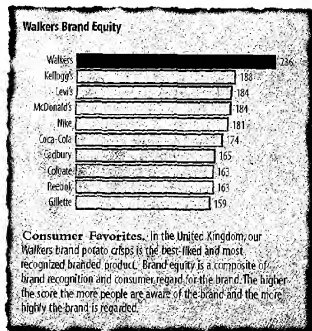 Walkers Brand Equity
Walkers 236
Kellogg's 188
Levi's 184
McDonald's 184
Nike 181
Coca-Cola 174
Cadbury 165
Colgate 163
Reebok 163
Gillette 159
Consumer Favorites. In the United Kingdom, our
Walkers brand potato crisps is the best-liked and most
recognized branded product. Brand equity is a composite of
brand recognition and consumer regard for the brand. The higher
the score the more people are aware of the brand and the more
highly the brand is regarded.